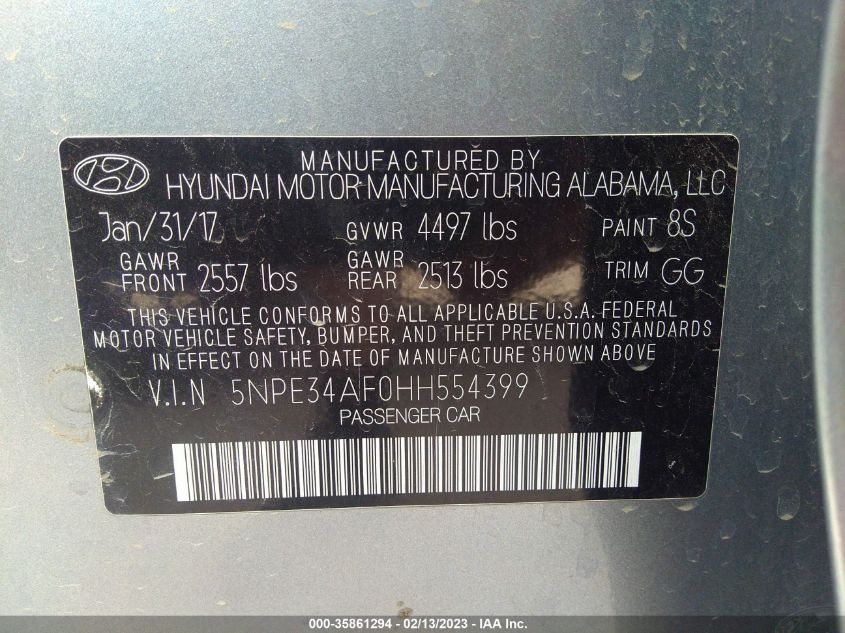 MANUFACTURED BY
HYUNDAI MOTOR MANUFACTURING ALABAMA, LLC
Jan/31/17 GVWR 4497 lbs PAINT 8S
GAWR FRONT 2557 lbs GAWR REAR 2513 lbs TRIM GG
THIS VEHICLE CONFORMS TO ALL APPLICABLE U.S.A. FEDERAL
MOTOR VEHICLE SAFETY, BUMPER, AND THEFT PREVENTION STANDARDS
IN EFFECT ON THE DATE OF MANUFACTURE SHOWN ABOVE
V.I.N 5NPE34AF0HH554399
PASSENGER CAR
000-35861294 - 02/13/2023 - IAA Inc.